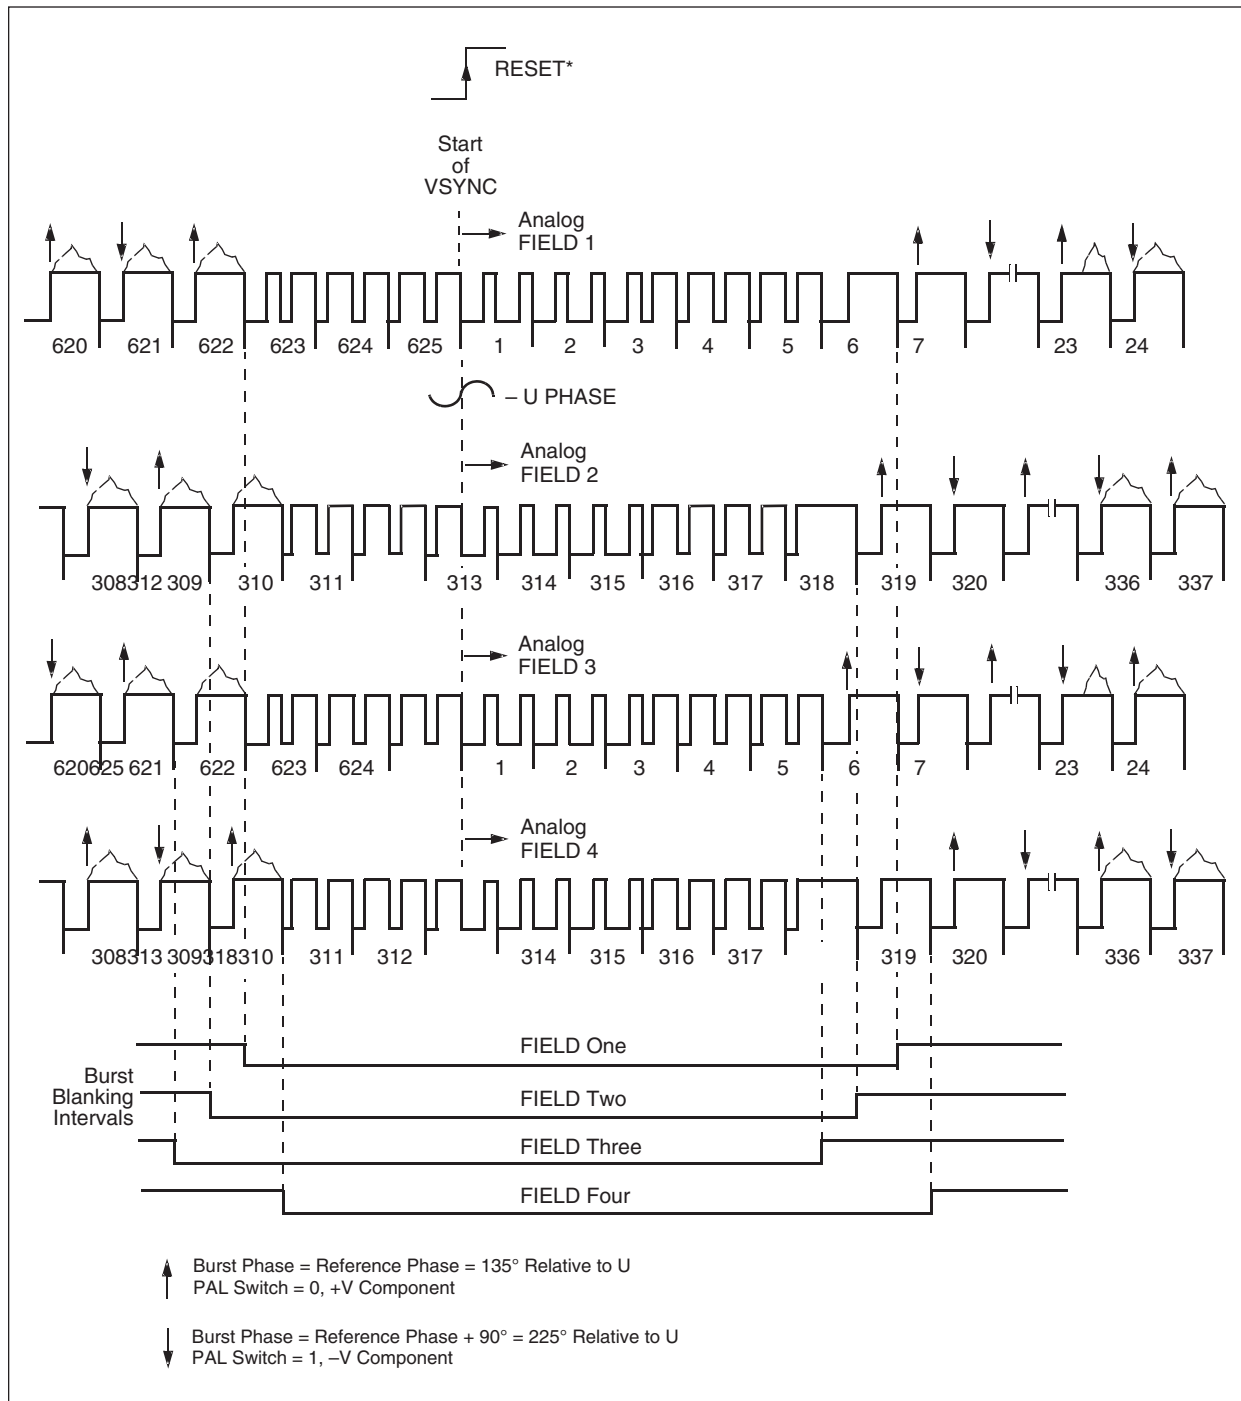 RESET*
Start
of
VSYNC
Analog
FIELD 1
620 621 622 623 624 625 1 2 3 4 5 6 7 23 24
– U PHASE
Analog
FIELD 2
308312 309 310 311 313 314 315 316 317 318 319 320 336 337
Analog
FIELD 3
620625 621 622 623 624 1 2 3 4 5 6 7 23 24
Analog
FIELD 4
308313 309318310 311 312 314 315 316 317 319 320 336 337
FIELD One
Burst
Blanking
Intervals
FIELD Two
FIELD Three
FIELD Four
Burst Phase = Reference Phase = 135° Relative to U
PAL Switch = 0, +V Component
Burst Phase = Reference Phase + 90° = 225° Relative to U
PAL Switch = 1, –V Component